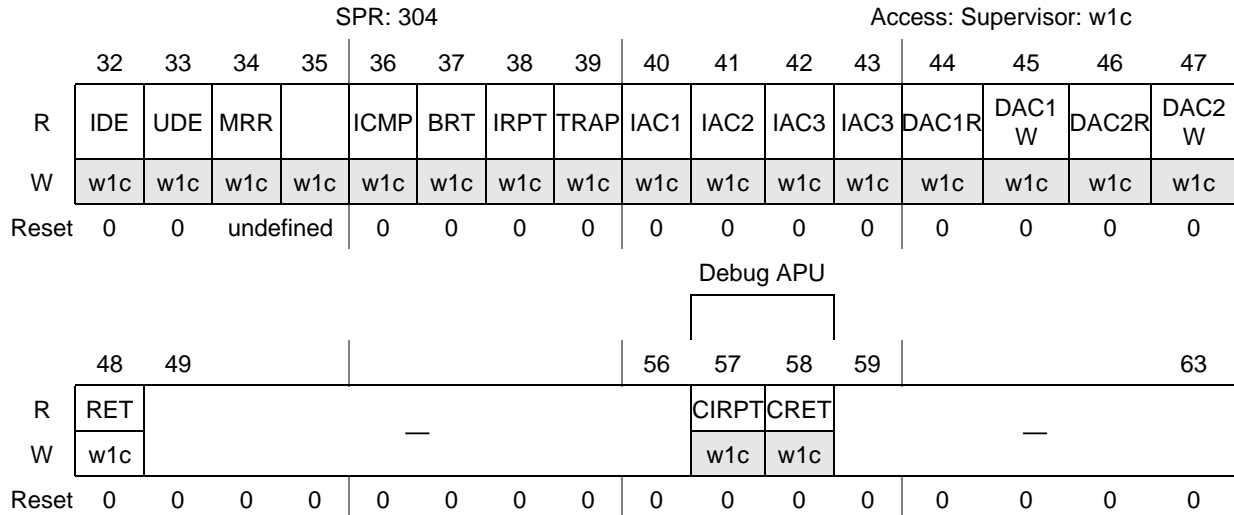 SPR: 304 Access: Supervisor: w1c
32 33 34 35 36 37 38 39 40 41 42 43 44 45 46 47
R IDE UDE MRR ICMP BRT IRPT TRAP IAC1 IAC2 IAC3 IAC3 DAC1R DAC1 W DAC2R DAC2 W
W w1c w1c w1c w1c w1c w1c w1c w1c w1c w1c w1c w1c w1c w1c w1c w1c
Reset 0 0 undefined 0 0 0 0 0 0 0 0 0 0 0 0
Debug APU
48 49 56 57 58 59 63
R RET — CIRPT CRET —
W w1c w1c w1c
Reset 0 0 0 0 0 0 0 0 0 0 0 0 0 0 0 0